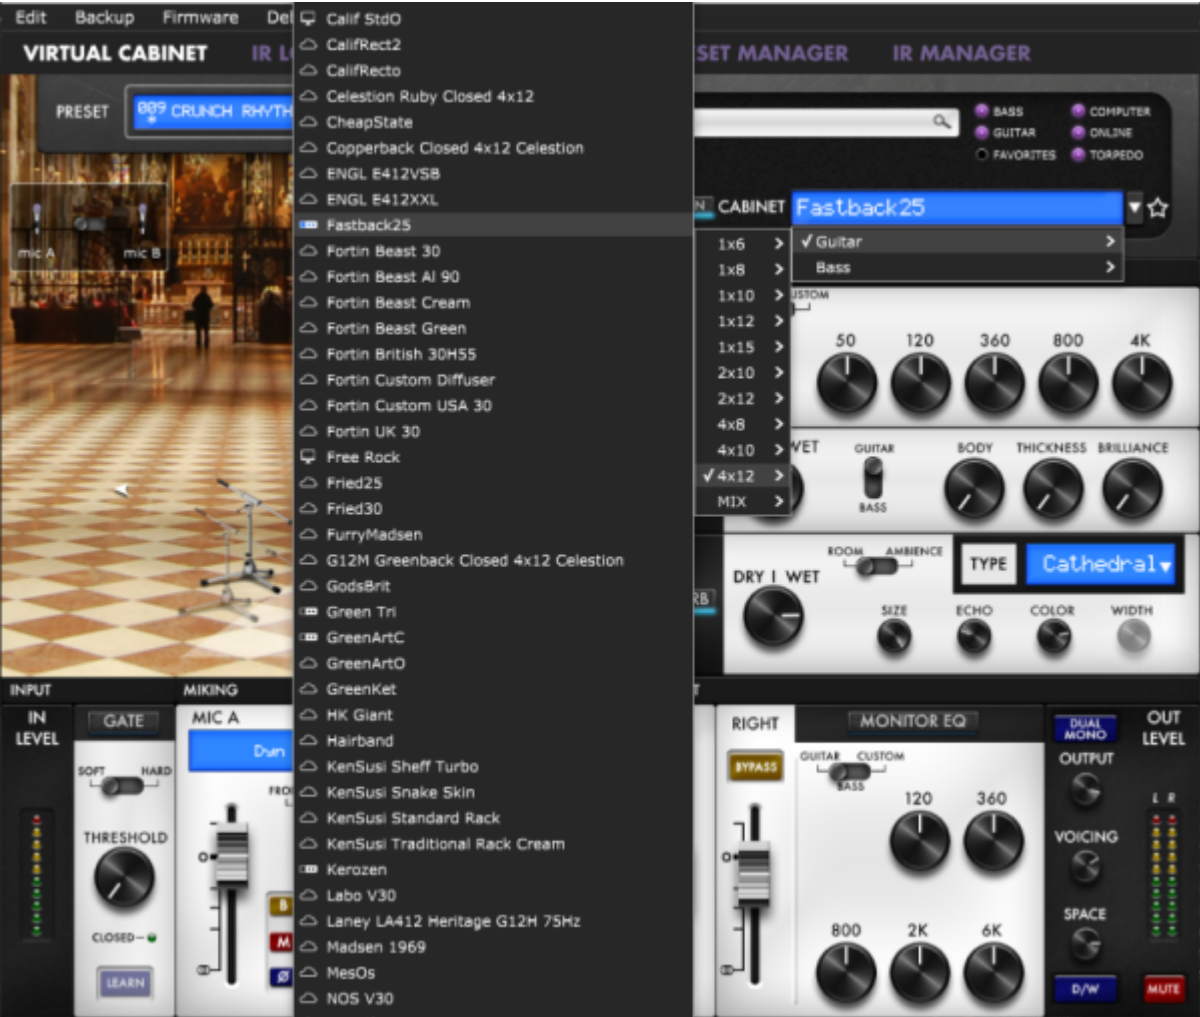 Edit Backup Firmware
VIRTUAL CABINET
SET MANAGER IR MANAGER
PRESET
009 CRUNCH RHYTH
mic A mic B
Calif StdO
CalifRect2
CalifRecto
Celestion Ruby Closed 4x12
CheapState
Copperback Closed 4x12 Celestion
ENGL E412VSB
ENGL E412XXL
Fastback25
Fortin Beast 30
Fortin Beast Al 90
Fortin Beast Cream
Fortin Beast Green
Fortin British 30H55
Fortin Custom Diffuser
Fortin Custom USA 30
Fortin UK 30
Free Rock
Fried25
Fried30
FurryMadsen
G12M Greenback Closed 4x12 Celestion
GodsBrit
Green Tri
GreenArtC
GreenArtO
GreenKet
HK Giant
Hairband
KenSusi Sheff Turbo
KenSusi Snake Skin
KenSusi Standard Rack
KenSusi Traditional Rack Cream
Kerozen
Labo V30
Laney LA412 Heritage G12H 75Hz
Madsen 1969
MesOs
NOS V30
BASS COMPUTER
GUITAR ONLINE
FAVORITES TORPEDO
CABINET Fastback25
Guitar
Bass
1x6
1x8
1x10
1x12
1x15
2x10
2x12
4x8
4x10
4x12
MIX
USTOM
50 120 360 800 4K
WET
GUITAR
BASS
BODY THICKNESS BRILLIANCE
RB
DRY | WET
ROOM AMBIENCE
TYPE Cathedral
SIZE ECHO COLOR WIDTH
INPUT MIKING
IN LEVEL
GATE
SOFT HARD
THRESHOLD
CLOSED
LEARN
MIC A
Dyn
FRO
B
M
Ø
RIGHT
BYPASS
MONITOR EQ
GUITAR CUSTOM
BASS
120 360
800 2K 6K
DUAL MONO
OUT LEVEL
OUTPUT
L R
VOICING
SPACE
D/W MUTE